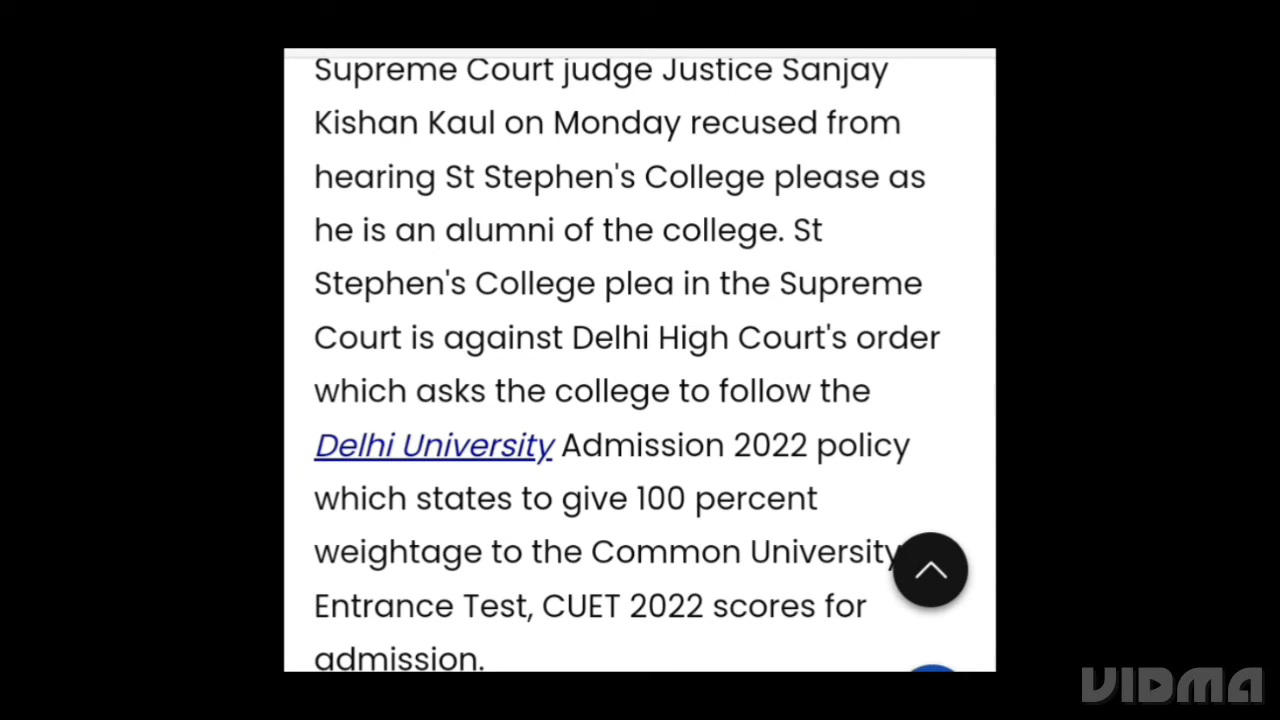 Supreme Court judge Justice Sanjay
Kishan Kaul on Monday recused from
hearing St Stephen's College please as
he is an alumni of the college. St
Stephen's College plea in the Supreme
Court is against Delhi High Court's order
which asks the college to follow the
Delhi University Admission 2022 policy
which states to give 100 percent
weightage to the Common University
Entrance Test, CUET 2022 scores for
admission.
VIDMA